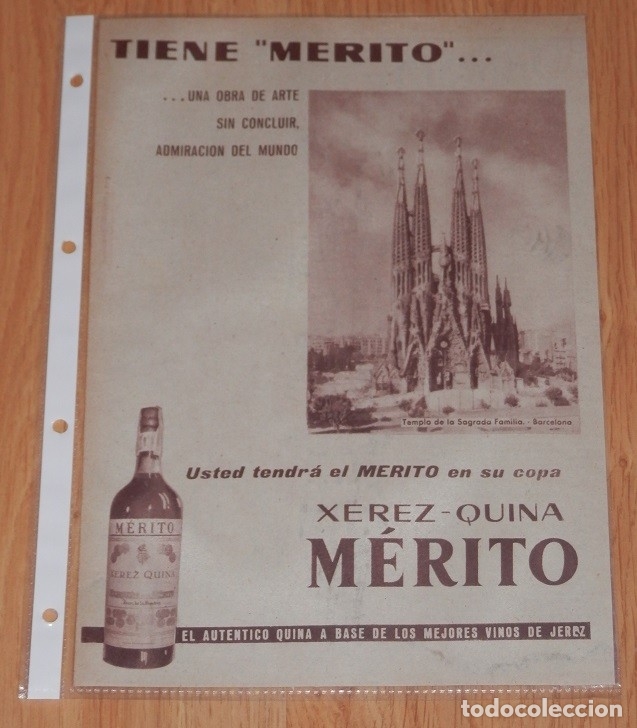 TIENE "MERITO"...
...UNA OBRA DE ARTE
SIN CONCLUIR,
ADMIRACION DEL MUNDO
Templo de la Sagrada Familia. - Barcelona
Usted tendrá el MERITO en su copa
XEREZ-QUINA
MÉRITO
MÉRITO
XEREZ QUINA
EL AUTENTICO QUINA A BASE DE LOS MEJORES VINOS DE JEREZ
todocoleccion